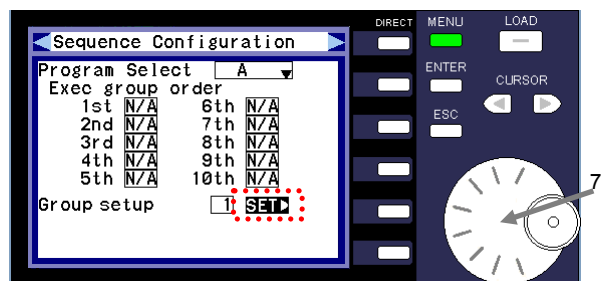 DIRECT MENU LOAD
Sequence Configuration
Program Select A
ENTER
CURSOR
Exec group order
1st N/A 6th N/A
ESC
2nd N/A 7th N/A
3rd N/A 8th N/A
4th N/A 9th N/A
5th N/A 10th N/A
7
Group setup 1 SET